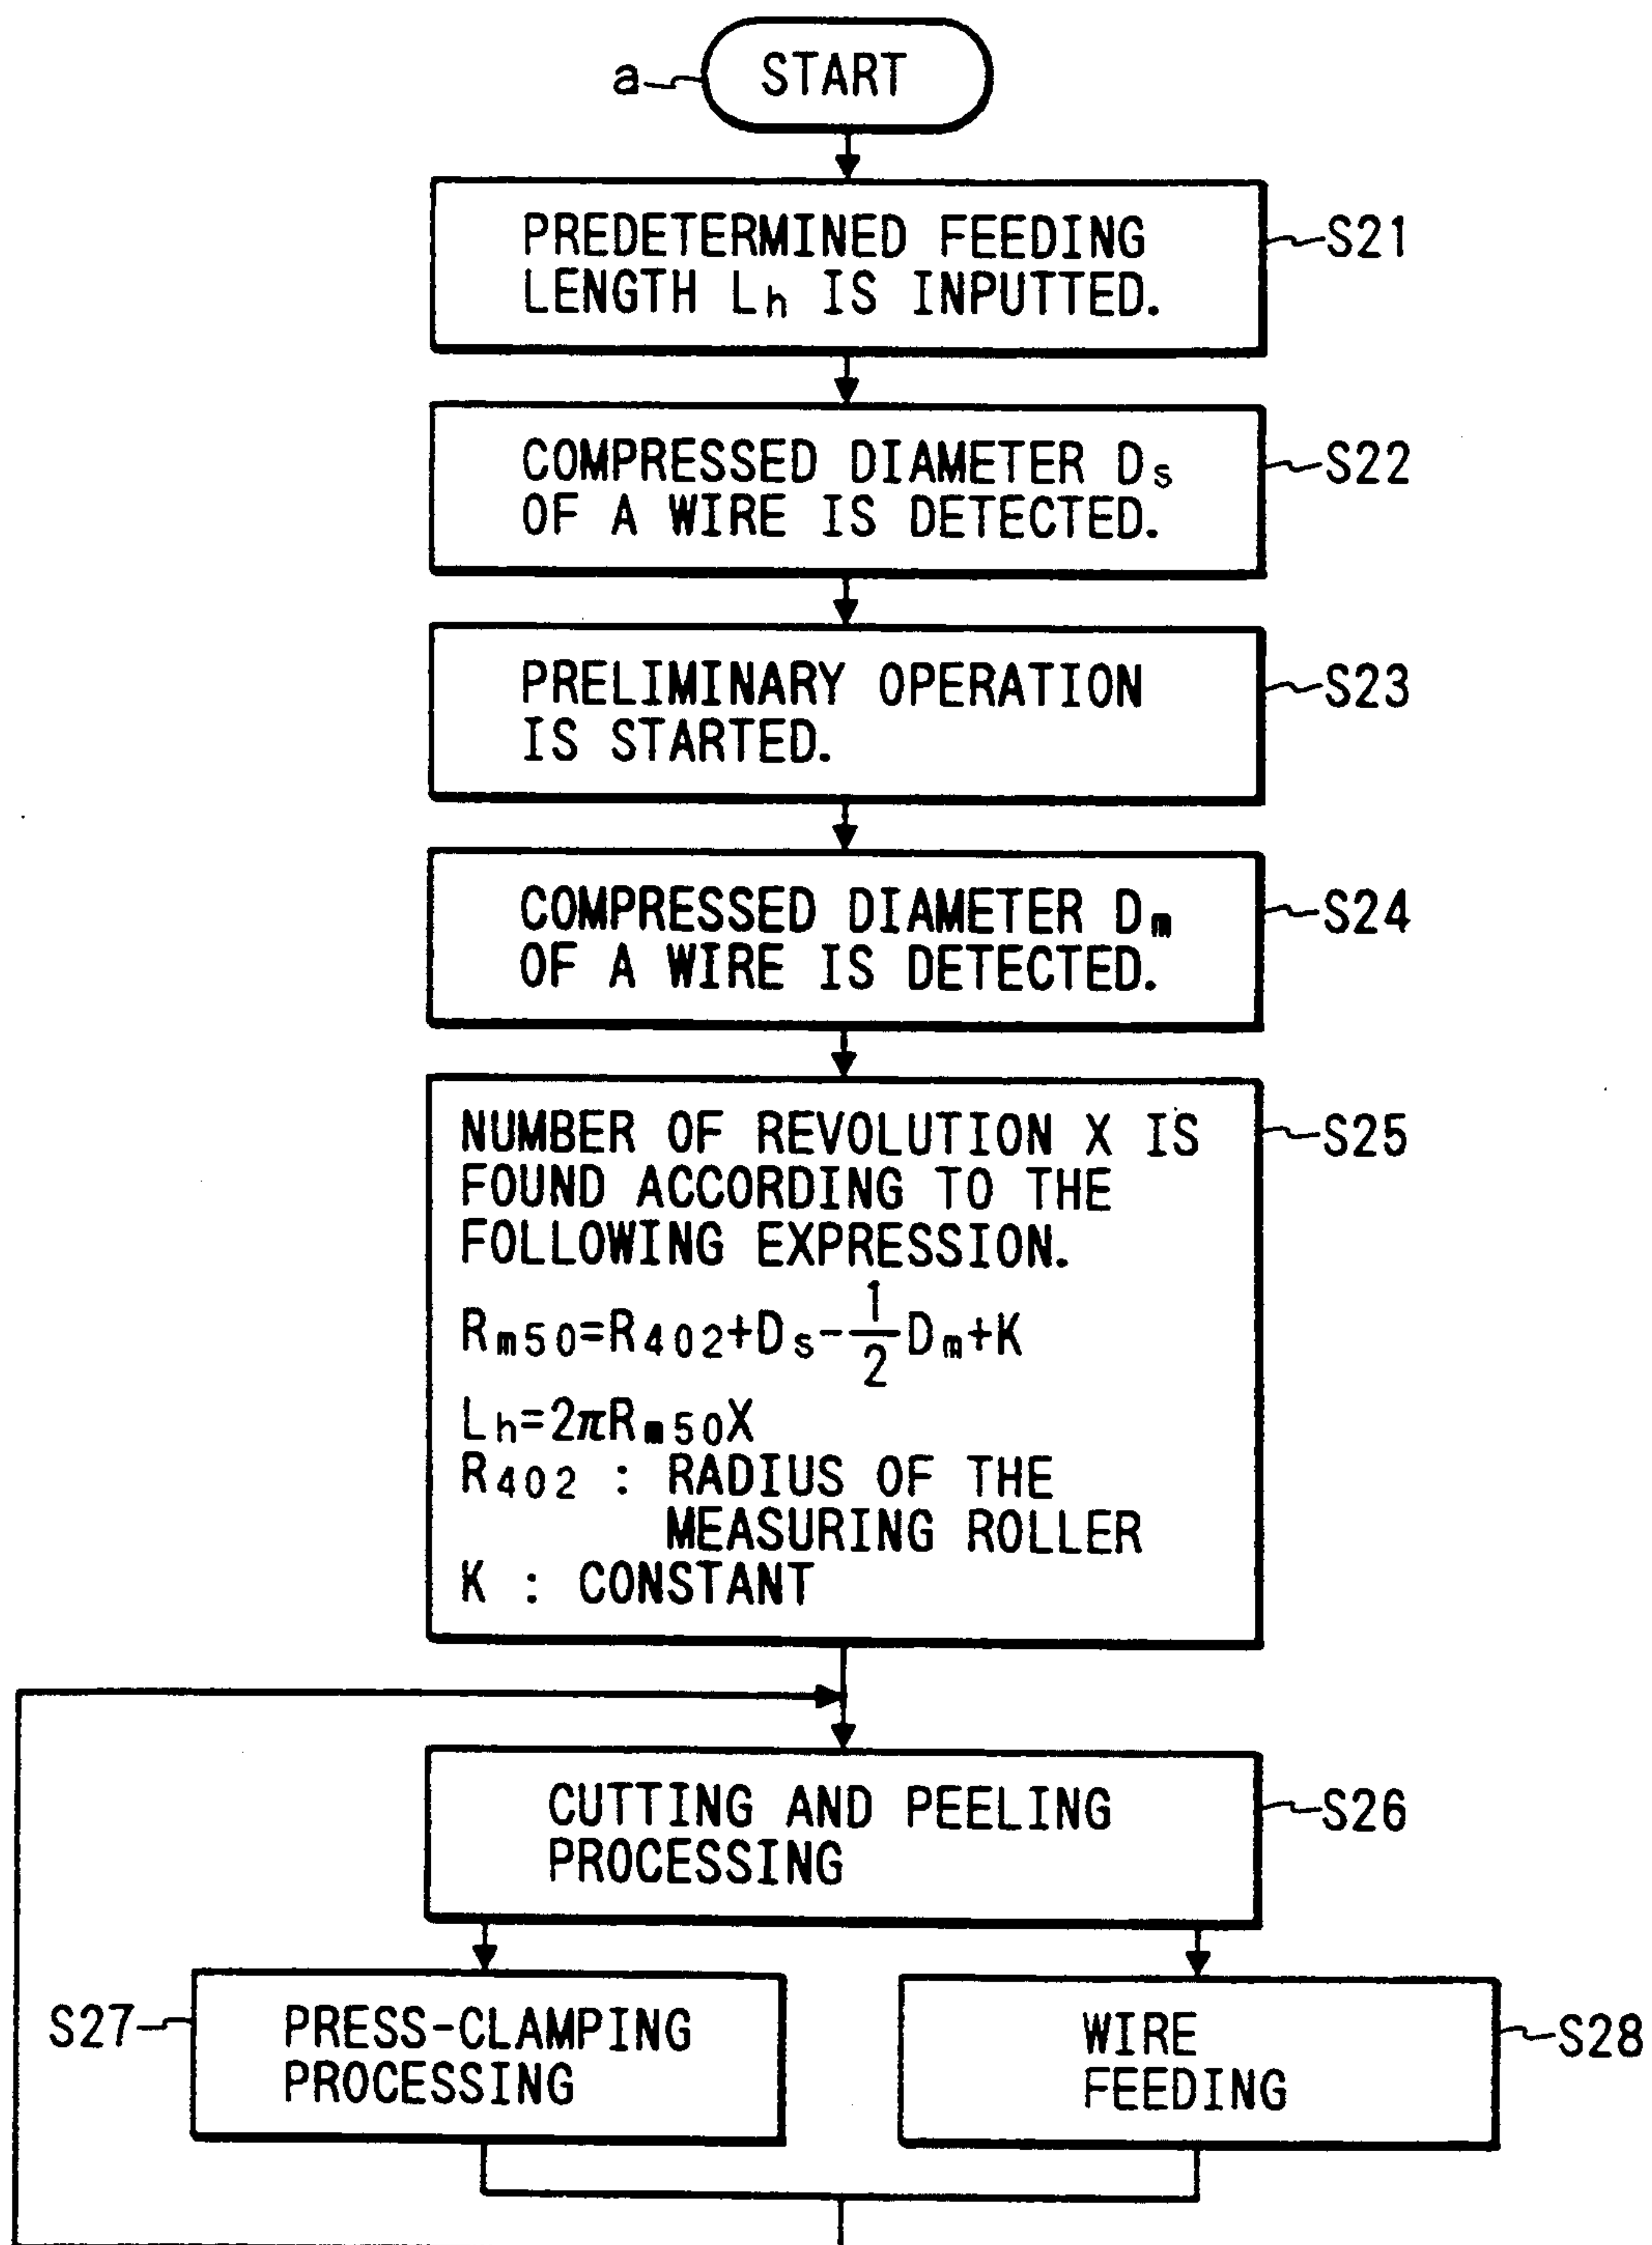 a
START
PREDETERMINED FEEDING
LENGTH Lh IS INPUTTED.
S21
COMPRESSED DIAMETER Ds
OF A WIRE IS DETECTED.
S22
PRELIMINARY OPERATION
IS STARTED.
S23
COMPRESSED DIAMETER Dm
OF A WIRE IS DETECTED.
S24
NUMBER OF REVOLUTION X IS
FOUND ACCORDING TO THE
FOLLOWING EXPRESSION.
S25
Rm50=R402+Ds-1/2Dm+K
Lh=2πRm50X
R402 : RADIUS OF THE
MEASURING ROLLER
K : CONSTANT
CUTTING AND PEELING
PROCESSING
S26
S27
PRESS-CLAMPING
PROCESSING
WIRE
FEEDING
S28